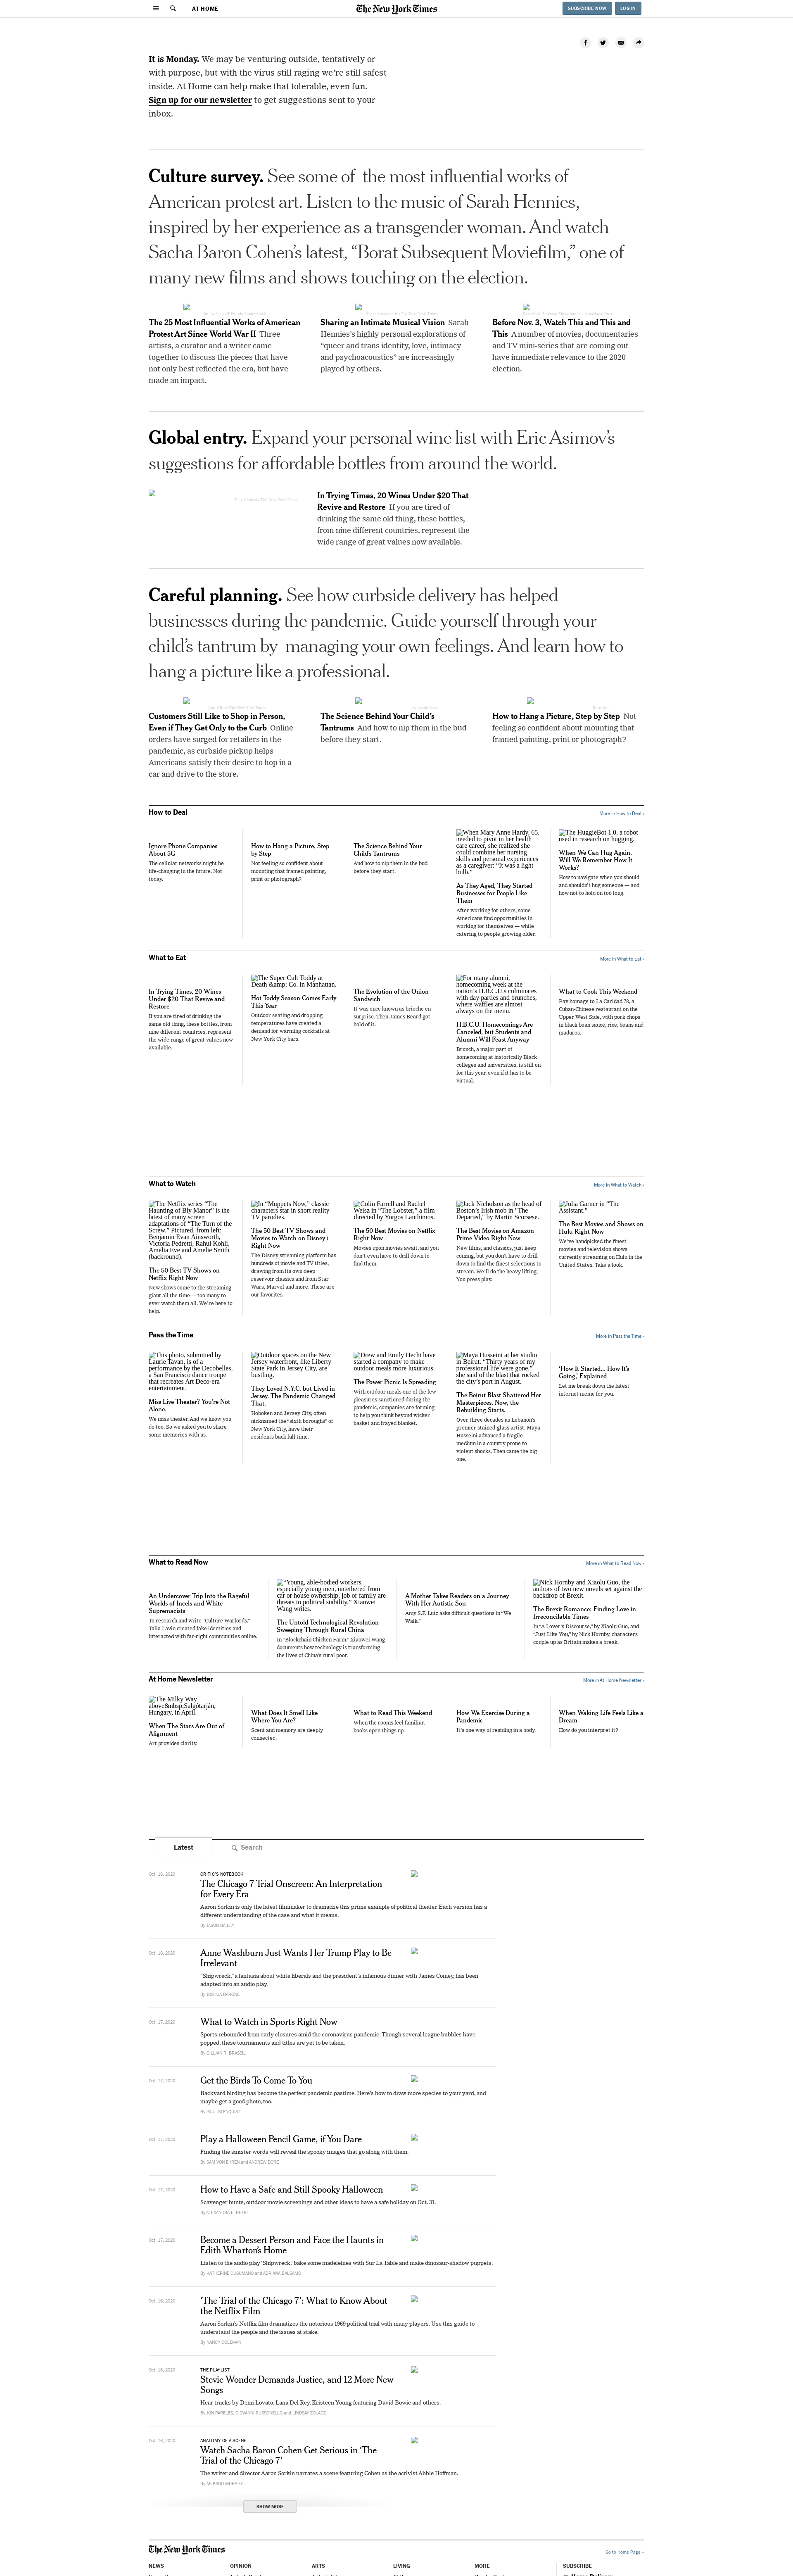 AT HOME
The New York Times
SUBSCRIBE NOW
LOG IN
It is Monday. We may be venturing outside, tentatively or
with purpose, but with the virus still raging we're still safest
inside. At Home can help make that tolerable, even fun.
Sign up for our newsletter to get suggestions sent to your
inbox.
Culture survey. See some of the most influential works of
American protest art. Listen to the music of Sarah Hennies,
inspired by her experience as a transgender woman. And watch
Sacha Baron Cohen's latest, “Borat Subsequent Moviefilm,” one of
many new films and shows touching on the election.
The 25 Most Influential Works of American
Protest Art Since World War II Three
artists, a curator and a writer came
together to discuss the pieces that have
not only best reflected the era, but have
made an impact.
Sharing an Intimate Musical Vision Sarah
Hennies's highly personal explorations of
“queer and trans identity, love, intimacy
and psychoacoustics” are increasingly
played by others.
Before Nov. 3, Watch This and This and
This A number of movies, documentaries
and TV mini-series that are coming out
have immediate relevance to the 2020
election.
Global entry. Expand your personal wine list with Eric Asimov's
suggestions for affordable bottles from around the world.
In Trying Times, 20 Wines Under $20 That
Revive and Restore If you are tired of
drinking the same old thing, these bottles,
from nine different countries, represent the
wide range of great values now available.
Careful planning. See how curbside delivery has helped
businesses during the pandemic. Guide yourself through your
child's tantrum by managing your own feelings. And learn how to
hang a picture like a professional.
Customers Still Like to Shop in Person,
Even if They Get Only to the Curb Online
orders have surged for retailers in the
pandemic, as curbside pickup helps
Americans satisfy their desire to hop in a
car and drive to the store.
The Science Behind Your Child's
Tantrums And how to nip them in the bud
before they start.
How to Hang a Picture, Step by Step Not
feeling so confident about mounting that
framed painting, print or photograph?
How to Deal
More in How to Deal ›
Ignore Phone Companies
About 5G
The cellular networks might be
life-changing in the future. Not
today.
How to Hang a Picture, Step
by Step
Not feeling so confident about
mounting that framed painting,
print or photograph?
The Science Behind Your
Child's Tantrums
And how to nip them in the bud
before they start.
When Mary Anne Hardy, 65,
needed to pivot in her health
care career, she realized she
could combine her nursing
skills and personal experiences
as a caregiver: “It was a light
bulb.”
As They Aged, They Started
Businesses for People Like
Them
After working for others, some
Americans find opportunities in
working for themselves — while
catering to people growing older.
The HuggieBot 1.0, a robot
used in research on hugging.
When We Can Hug Again,
Will We Remember How It
Works?
How to navigate when you should
and shouldn't hug someone — and
how not to hold on too long.
What to Eat
More in What to Eat ›
In Trying Times, 20 Wines
Under $20 That Revive and
Restore
If you are tired of drinking the
same old thing, these bottles, from
nine different countries, represent
the wide range of great values now
available.
The Super Cult Toddy at
Death &amp; Co. in Manhattan.
Hot Toddy Season Comes Early
This Year
Outdoor seating and dropping
temperatures have created a
demand for warming cocktails at
New York City bars.
The Evolution of the Onion
Sandwich
It was once known as brioche en
surprise. Then James Beard got
hold of it.
For many alumni,
homecoming week at the
nation's H.B.C.U.s culminates
with day parties and brunches,
where waffles are almost
always on the menu.
H.B.C.U. Homecomings Are
Canceled, but Students and
Alumni Will Feast Anyway
Brunch, a major part of
homecoming at historically Black
colleges and universities, is still on
for this year, even if it has to be
virtual.
What to Cook This Weekend
Pay homage to La Caridad 78, a
Cuban-Chinese restaurant on the
Upper West Side, with pork chops
in black bean sauce, rice, beans and
maduros.
What to Watch
More in What to Watch ›
The Netflix series “The
Haunting of Bly Manor” is the
latest of many screen
adaptations of “The Turn of the
Screw.” Pictured, from left:
Benjamin Evan Ainsworth,
Victoria Pedretti, Rahul Kohli,
Amelia Eve and Amelie Smith
(backround).
The 50 Best TV Shows on
Netflix Right Now
New shows come to the streaming
giant all the time — too many to
ever watch them all. We're here to
help.
In “Muppets Now,” classic
characters star in short reality
TV parodies.
The 50 Best TV Shows and
Movies to Watch on Disney+
Right Now
The Disney streaming platform has
hundreds of movie and TV titles,
drawing from its own deep
reservoir classics and from Star
Wars, Marvel and more. These are
our favorites.
Colin Farrell and Rachel
Weisz in “The Lobster,” a film
directed by Yorgos Lanthimos.
The 50 Best Movies on Netflix
Right Now
Movies upon movies await, and you
don't even have to drill down to
find them.
Jack Nicholson as the head of
Boston's Irish mob in “The
Departed,” by Martin Scorsese.
The Best Movies on Amazon
Prime Video Right Now
New films, and classics, just keep
coming, but you don't have to drill
down to find the finest selections to
stream. We'll do the heavy lifting.
You press play.
Julia Garner in “The
Assistant.”
The Best Movies and Shows on
Hulu Right Now
We've handpicked the finest
movies and television shows
currently streaming on Hulu in the
United States. Take a look.
Pass the Time
More in Pass the Time ›
This photo, submitted by
Laurie Tavan, is of a
performance by the Decobelles,
a San Francisco dance troupe
that recreates Art Deco-era
entertainment.
Miss Live Theater? You're Not
Alone.
We miss theater. And we know you
do too. So we asked you to share
some memories with us.
Outdoor spaces on the New
Jersey waterfront, like Liberty
State Park in Jersey City, are
bustling.
They Loved N.Y.C. but Lived in
Jersey. The Pandemic Changed
That.
Hoboken and Jersey City, often
nicknamed the “sixth boroughs” of
New York City, have their
residents back full time.
Drew and Emily Hecht have
started a company to make
outdoor meals more luxurious.
The Power Picnic Is Spreading
With outdoor meals one of the few
pleasures sanctioned during the
pandemic, companies are forming
to help you think beyond wicker
basket and frayed blanket.
Maya Husseini at her studio
in Beirut. “Thirty years of my
professional life were gone,”
she said of the blast that rocked
the city's port in August.
The Beirut Blast Shattered Her
Masterpieces. Now, the
Rebuilding Starts.
Over three decades as Lebanon's
premier stained-glass artist, Maya
Husseini advanced a fragile
medium in a country prone to
violent shocks. Then came the big
one.
‘How It Started... How It's
Going,’ Explained
Let me break down the latest
internet meme for you.
What to Read Now
More in What to Read Now ›
An Undercover Trip Into the Rageful
Worlds of Incels and White
Supremacists
To research and write “Culture Warlords,”
Talia Lavin created fake identities and
interacted with far-right communities online.
“Young, able-bodied workers,
especially young men, untethered from
car or house ownership, job or family are
threats to political stability,” Xiaowei
Wang writes.
The Untold Technological Revolution
Sweeping Through Rural China
In “Blockchain Chicken Farm,” Xiaowei Wang
documents how technology is transforming
the lives of China's rural poor.
A Mother Takes Readers on a Journey
With Her Autistic Son
Amy S.F. Lutz asks difficult questions in “We
Walk.”
Nick Hornby and Xiaolu Guo, the
authors of two new novels set against the
backdrop of Brexit.
The Brexit Romance: Finding Love in
Irreconcilable Times
In “A Lover's Discourse,” by Xiaolu Guo, and
“Just Like You,” by Nick Hornby, characters
couple up as Britain makes a break.
At Home Newsletter
More in At Home Newsletter ›
The Milky Way
above&nbsp;Salgótarján,
Hungary, in April.
When The Stars Are Out of
Alignment
Art provides clarity.
What Does It Smell Like
Where You Are?
Scent and memory are deeply
connected.
What to Read This Weekend
When the room feel familiar,
books open things up.
How We Exercise During a
Pandemic
It's one way of residing in a body.
When Waking Life Feels Like a
Dream
How do you interpret it?
Latest
Search
Oct. 18, 2020
CRITIC'S NOTEBOOK
The Chicago 7 Trial Onscreen: An Interpretation
for Every Era
Aaron Sorkin is only the latest filmmaker to dramatize this prime example of political theater. Each version has a
different understanding of the case and what it means.
By JASON BAILEY
Oct. 18, 2020
Anne Washburn Just Wants Her Trump Play to Be
Irrelevant
“Shipwreck,” a fantasia about white liberals and the president's infamous dinner with James Comey, has been
adapted into an audio play.
By JOSHUA BARONE
Oct. 17, 2020
What to Watch in Sports Right Now
Sports rebounded from early closures amid the coronavirus pandemic. Though several league bubbles have
popped, these tournaments and titles are yet to be taken.
By GILLIAN R. BRASSIL
Oct. 17, 2020
Get the Birds To Come To You
Backyard birding has become the perfect pandemic pastime. Here's how to draw more species to your yard, and
maybe get a good photo, too.
By PAUL STENQUIST
Oct. 17, 2020
Play a Halloween Pencil Game, if You Dare
Finding the sinister words will reveal the spooky images that go along with them.
By SAM VON EHREN and ANDREW DORE
Oct. 17, 2020
How to Have a Safe and Still Spooky Halloween
Scavenger hunts, outdoor movie screenings and other ideas to have a safe holiday on Oct. 31.
By ALEXANDRA E. PETRI
Oct. 17, 2020
Become a Dessert Person and Face the Haunts in
Edith Wharton's Home
Listen to the audio play ‘Shipwreck,’ bake some madeleines with Sur La Table and make dinosaur-shadow puppets.
By KATHERINE CUSUMANO and ADRIANA BALSAMO
Oct. 16, 2020
‘The Trial of the Chicago 7’: What to Know About
the Netflix Film
Aaron Sorkin's Netflix film dramatizes the notorious 1969 political trial with many players. Use this guide to
understand the people and the issues at stake.
By NANCY COLEMAN
Oct. 16, 2020
THE PLAYLIST
Stevie Wonder Demands Justice, and 12 More New
Songs
Hear tracks by Demi Lovato, Lana Del Rey, Kristeen Young featuring David Bowie and others.
By JON PARELES, GIOVANNI RUSSONELLO and LINDSAY ZOLADZ
Oct. 16, 2020
ANATOMY OF A SCENE
Watch Sacha Baron Cohen Get Serious in ‘The
Trial of the Chicago 7’
The writer and director Aaron Sorkin narrates a scene featuring Cohen as the activist Abbie Hoffman.
By MEKADO MURPHY
SHOW MORE
The New York Times
Go to Home Page »
NEWS
OPINION
ARTS
LIVING
MORE
SUBSCRIBE